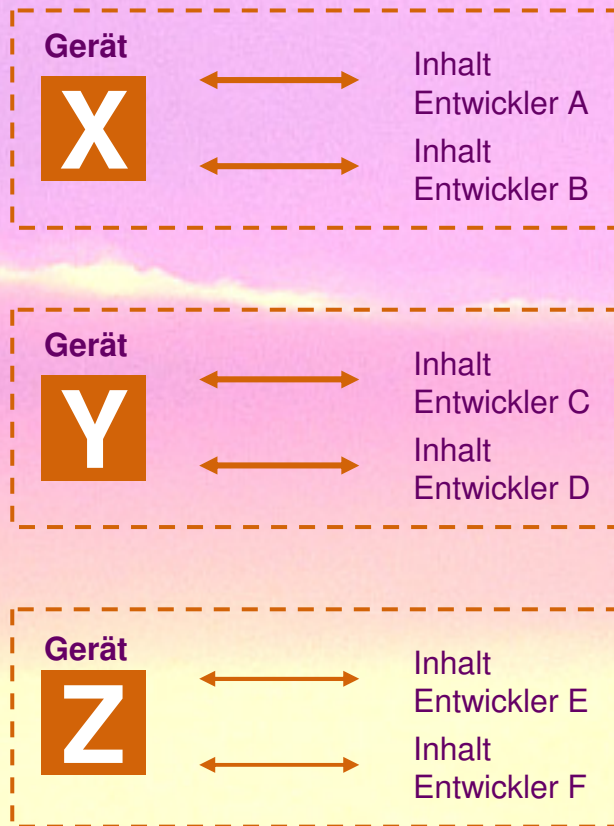 Gerät
X
Inhalt
Entwickler A
Inhalt
Entwickler B
Gerät
Y
Inhalt
Entwickler C
Inhalt
Entwickler D
Gerät
Z
Inhalt
Entwickler E
Inhalt
Entwickler F